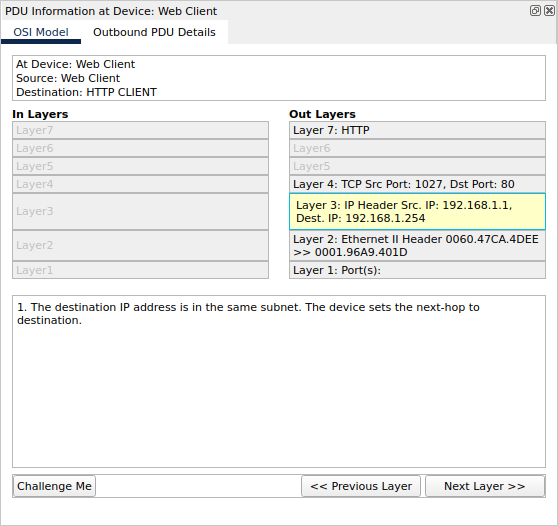 PDU Information at Device: Web Client
OSI Model
Outbound PDU Details
At Device: Web Client
Source: Web Client
Destination: HTTP CLIENT
In Layers
Layer7
Layer6
Layer5
Layer4
Layer3
Layer2
Layer1
Out Layers
Layer 7: HTTP
Layer6
Layer5
Layer 4: TCP Src Port: 1027, Dst Port: 80
Layer 3: IP Header Src. IP: 192.168.1.1,
Dest. IP: 192.168.1.254
Layer 2: Ethernet II Header 0060.47CA.4DEE
>> 0001.96A9.401D
Layer 1: Port(s):
1. The destination IP address is in the same subnet. The device sets the next-hop to
destination.
Challenge Me
<< Previous Layer
Next Layer >>